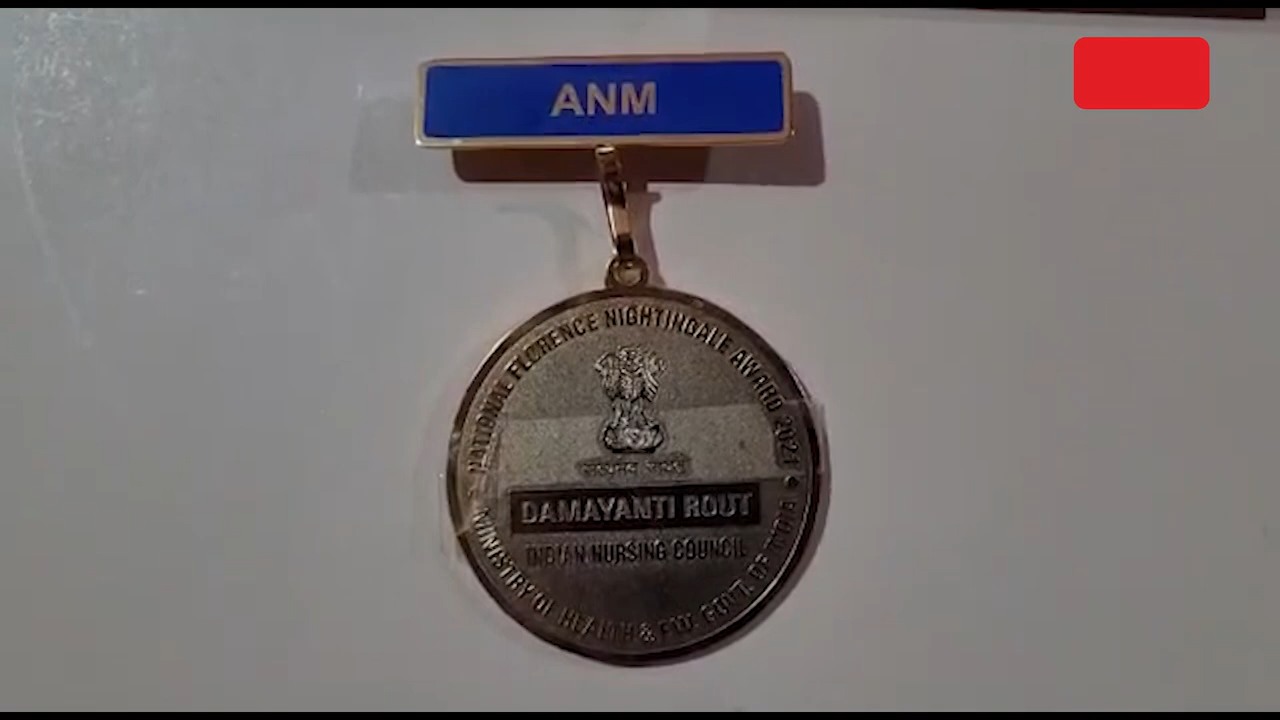 ANM
NATIONAL FLORENCE NIGHTINGALE AWARD 2021
सत्यमेव जयते
DAMAYANTI ROUT
INDIAN NURSING COUNCIL
MINISTRY OF HEALTH & F.W. GOVT. OF INDIA